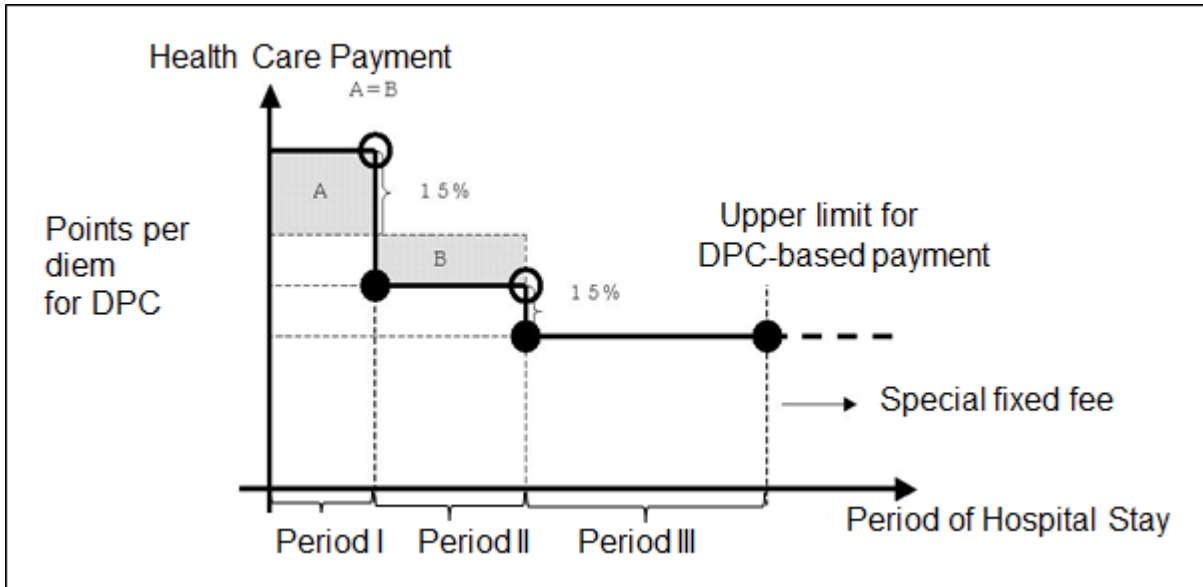 Health Care Payment
A=B
A
15%
Points per
diem
for DPC
B
15%
Upper limit for
DPC-based payment
Special fixed fee
Period of Hospital Stay
Period Ⅰ
Period Ⅱ
Period Ⅲ